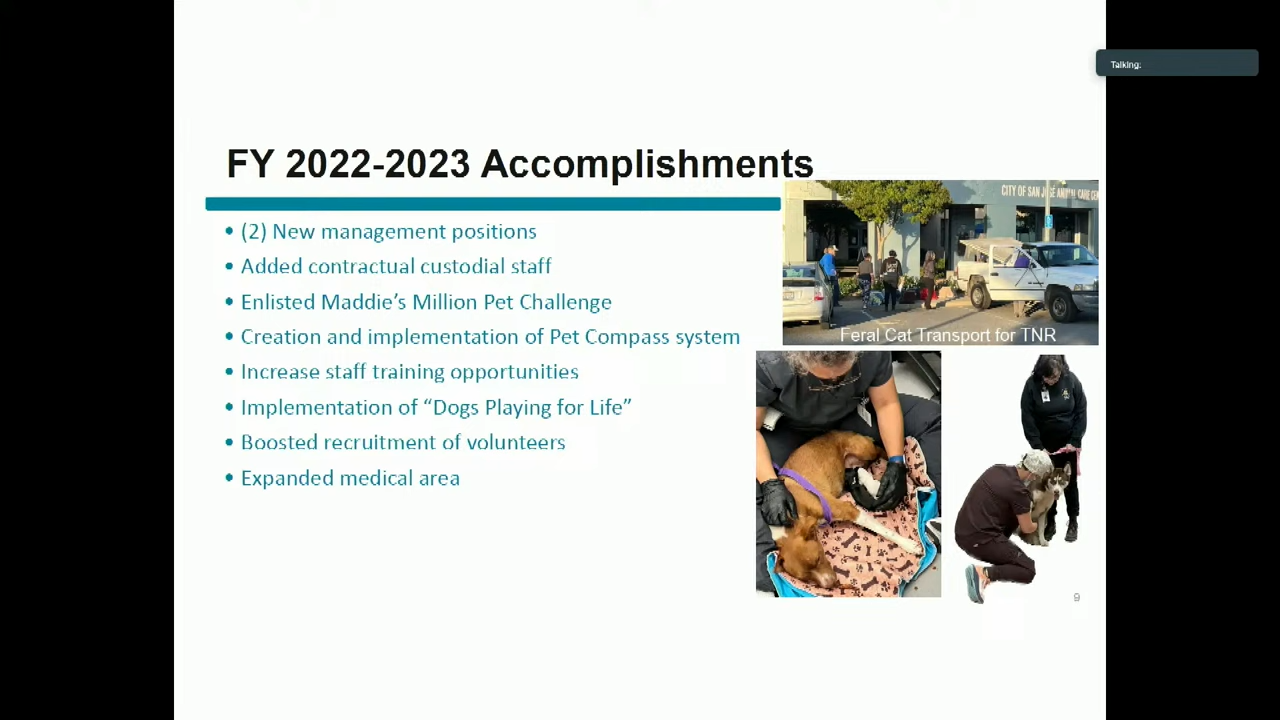 Talking:
FY 2022-2023 Accomplishments
CITY OF SAN JOSÉ ANIMAL CARE CEN
• (2) New management positions
• Added contractual custodial staff
• Enlisted Maddie’s Million Pet Challenge
• Creation and implementation of Pet Compass system
Feral Cat Transport for TNR
• Increase staff training opportunities
• Implementation of “Dogs Playing for Life”
• Boosted recruitment of volunteers
• Expanded medical area
9